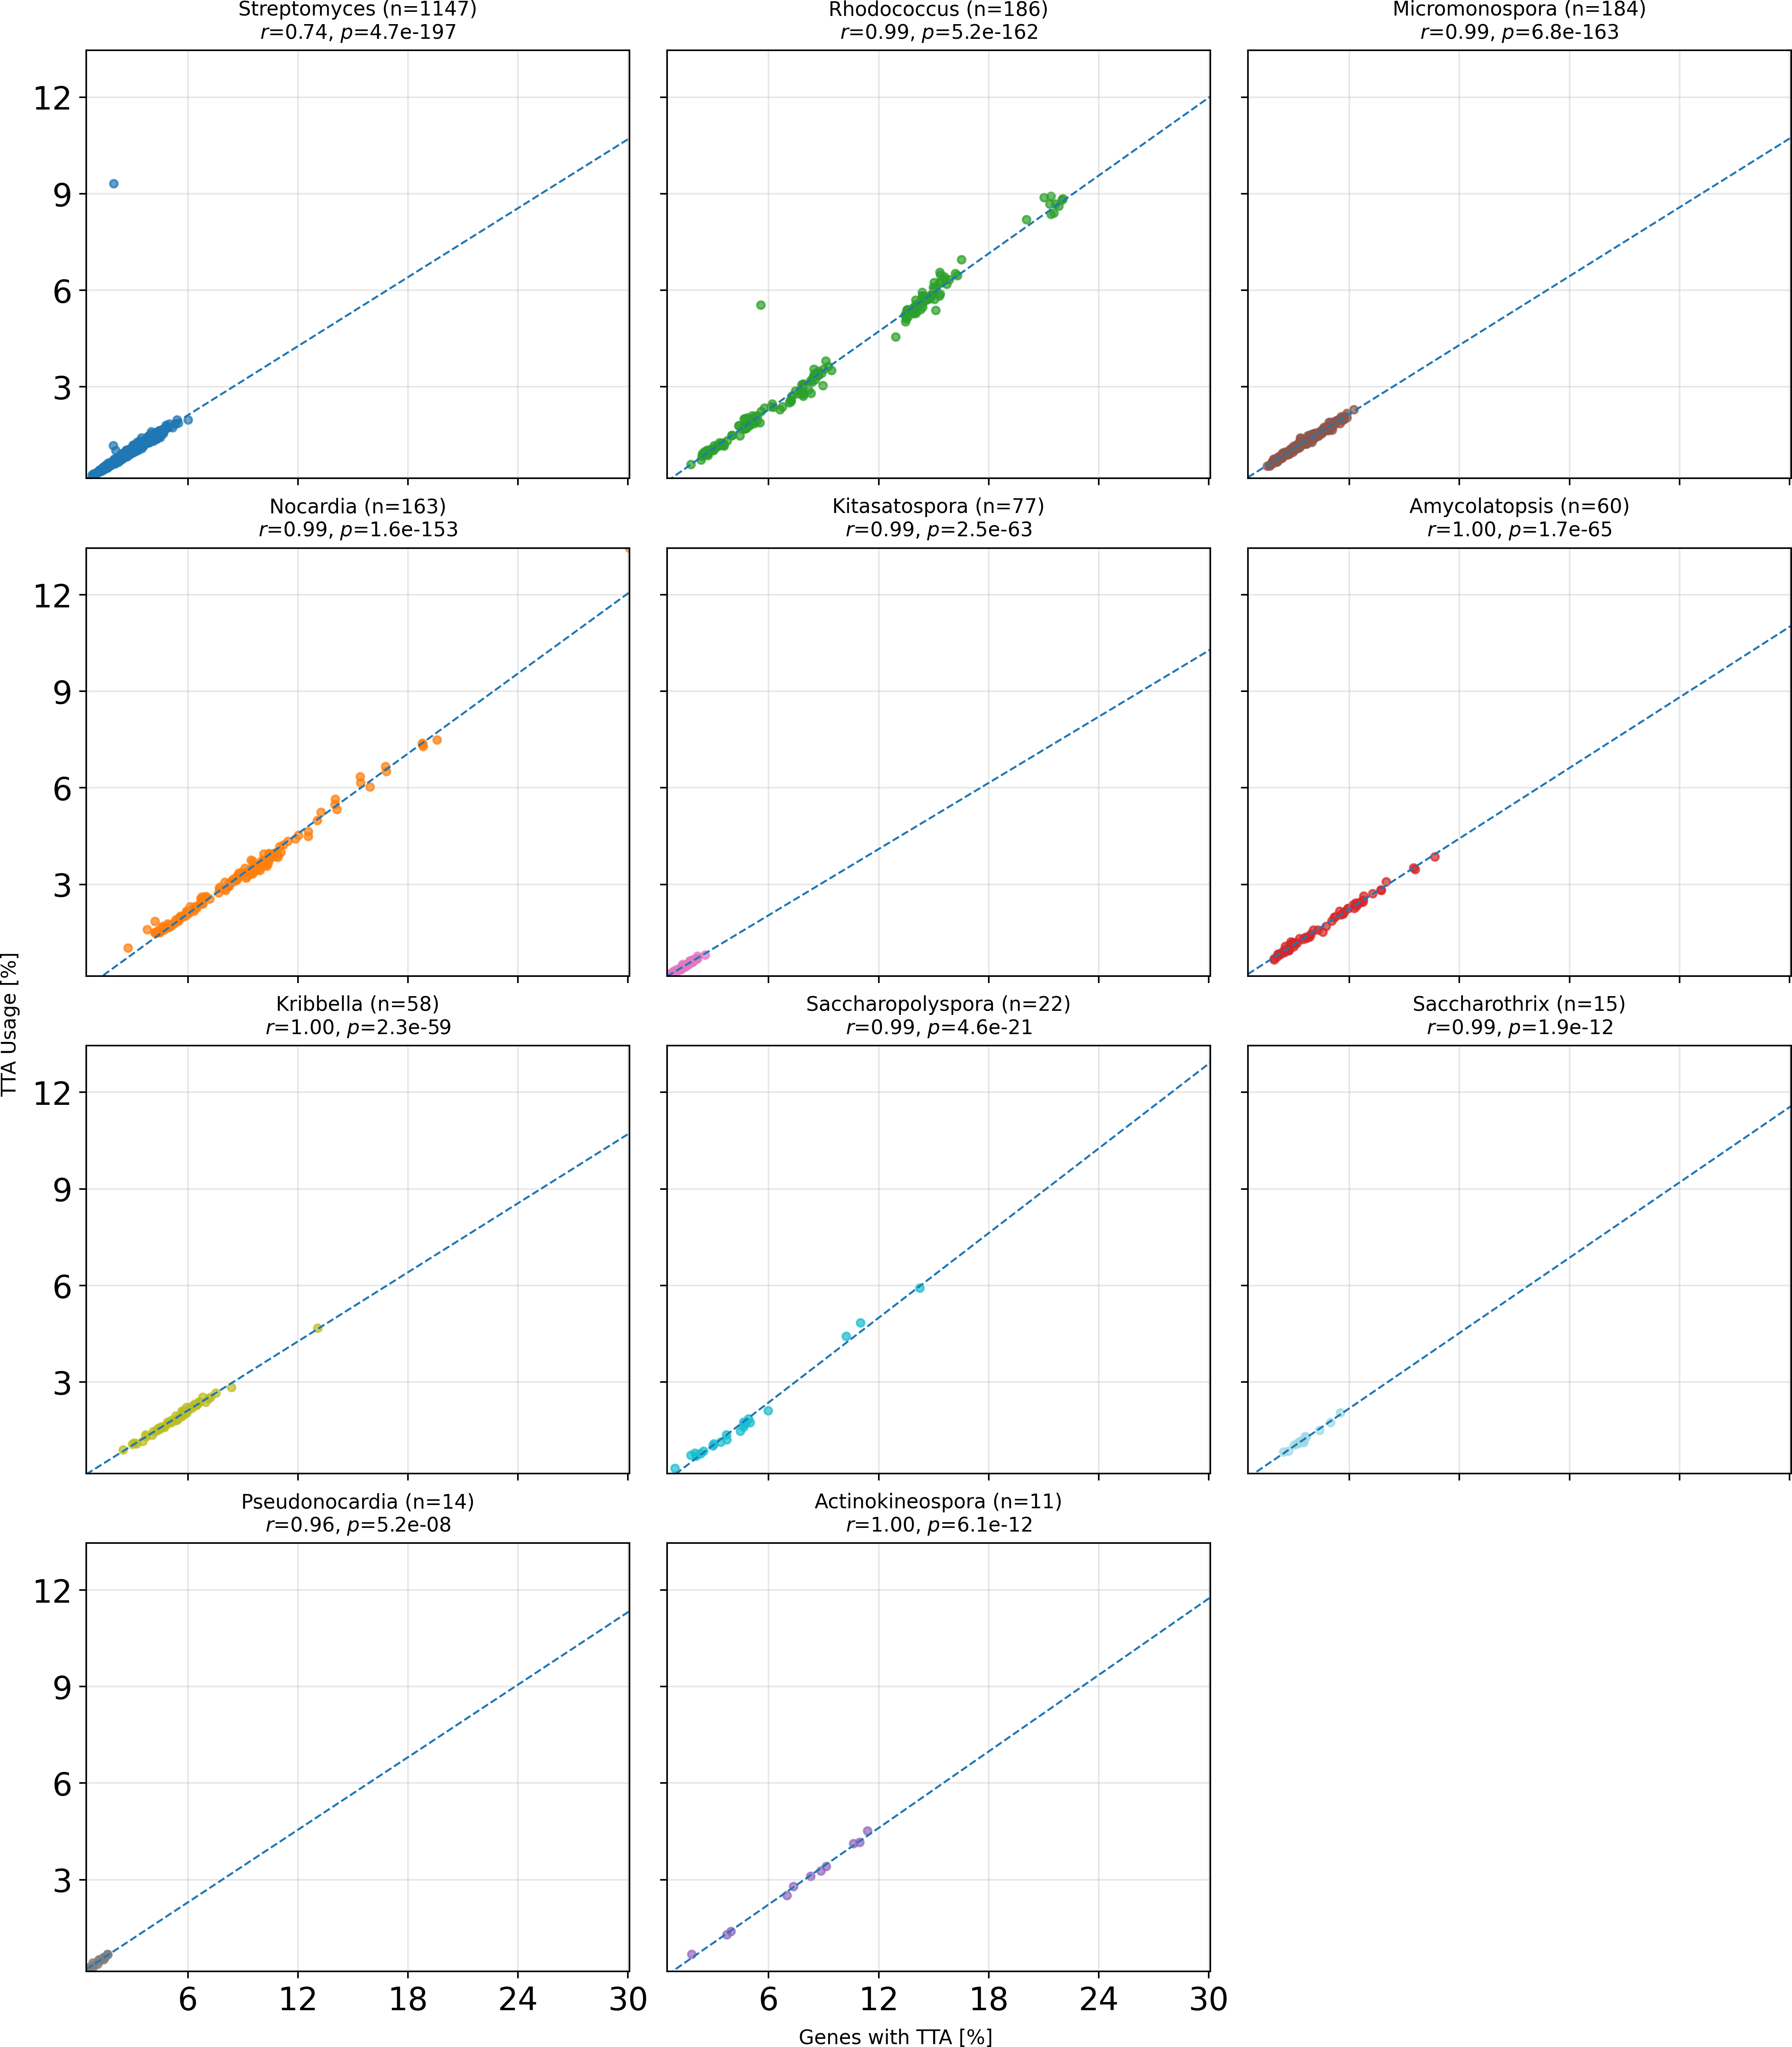 Streptomyces (n=1147)
r=0.74, p=4.7e-197
Rhodococcus (n=186)
r=0.99, p=5.2e-162
Micromonospora (n=184)
r=0.99, p=6.8e-163
12
9
6
3
Nocardia (n=163)
r=0.99, p=1.6e-153
Kitasatospora (n=77)
r=0.99, p=2.5e-63
Amycolatopsis (n=60)
r=1.00, p=1.7e-65
12
9
6
3
TTA Usage [%]
Kribbella (n=58)
r=1.00, p=2.3e-59
Saccharopolyspora (n=22)
r=0.99, p=4.6e-21
Saccharothrix (n=15)
r=0.99, p=1.9e-12
12
9
6
3
Pseudonocardia (n=14)
r=0.96, p=5.2e-08
Actinokineospora (n=11)
r=1.00, p=6.1e-12
12
9
6
3
6 12 18 24 30
6 12 18 24 30
Genes with TTA [%]